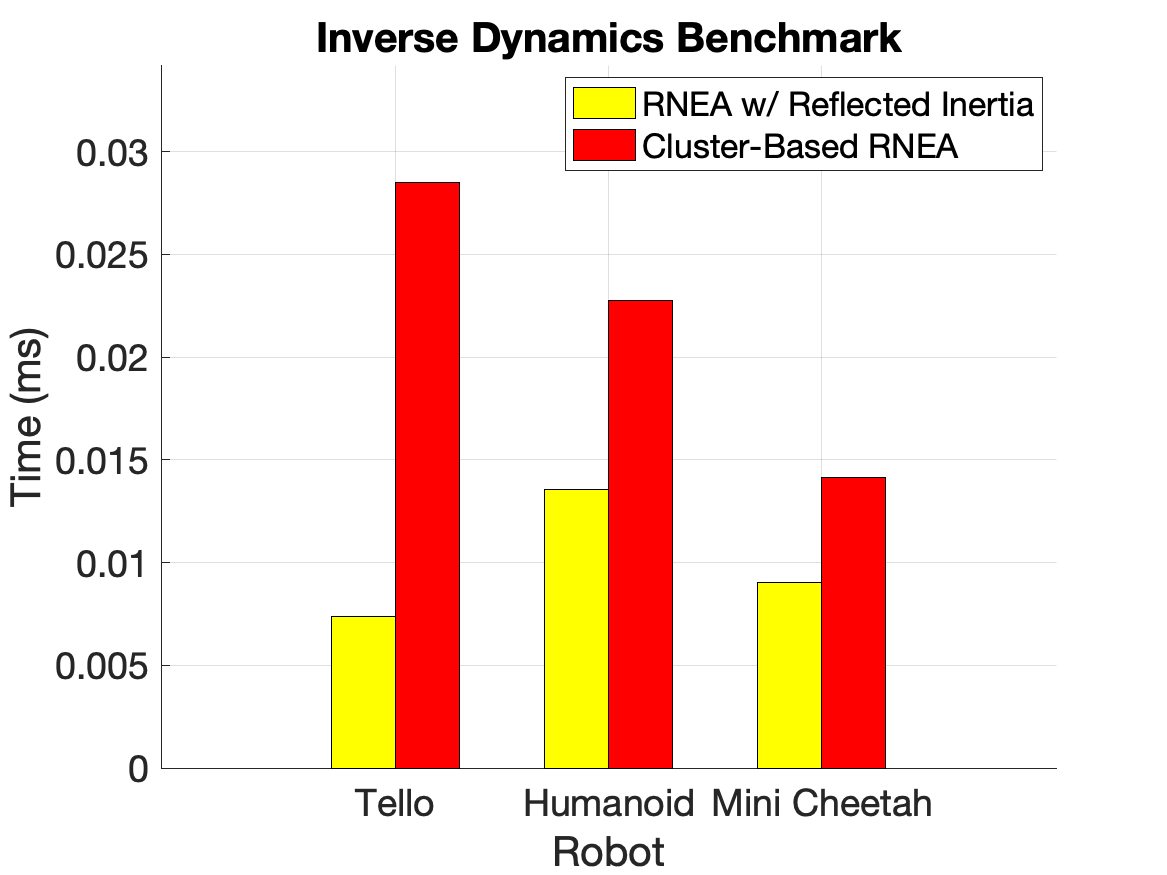 Inverse Dynamics Benchmark
RNEA w/ Reflected Inertia
Cluster-Based RNEA
0.03
0.025
0.02
0.015
0.01
0.005
0
Time (ms)
Tello
Humanoid
Mini Cheetah
Robot